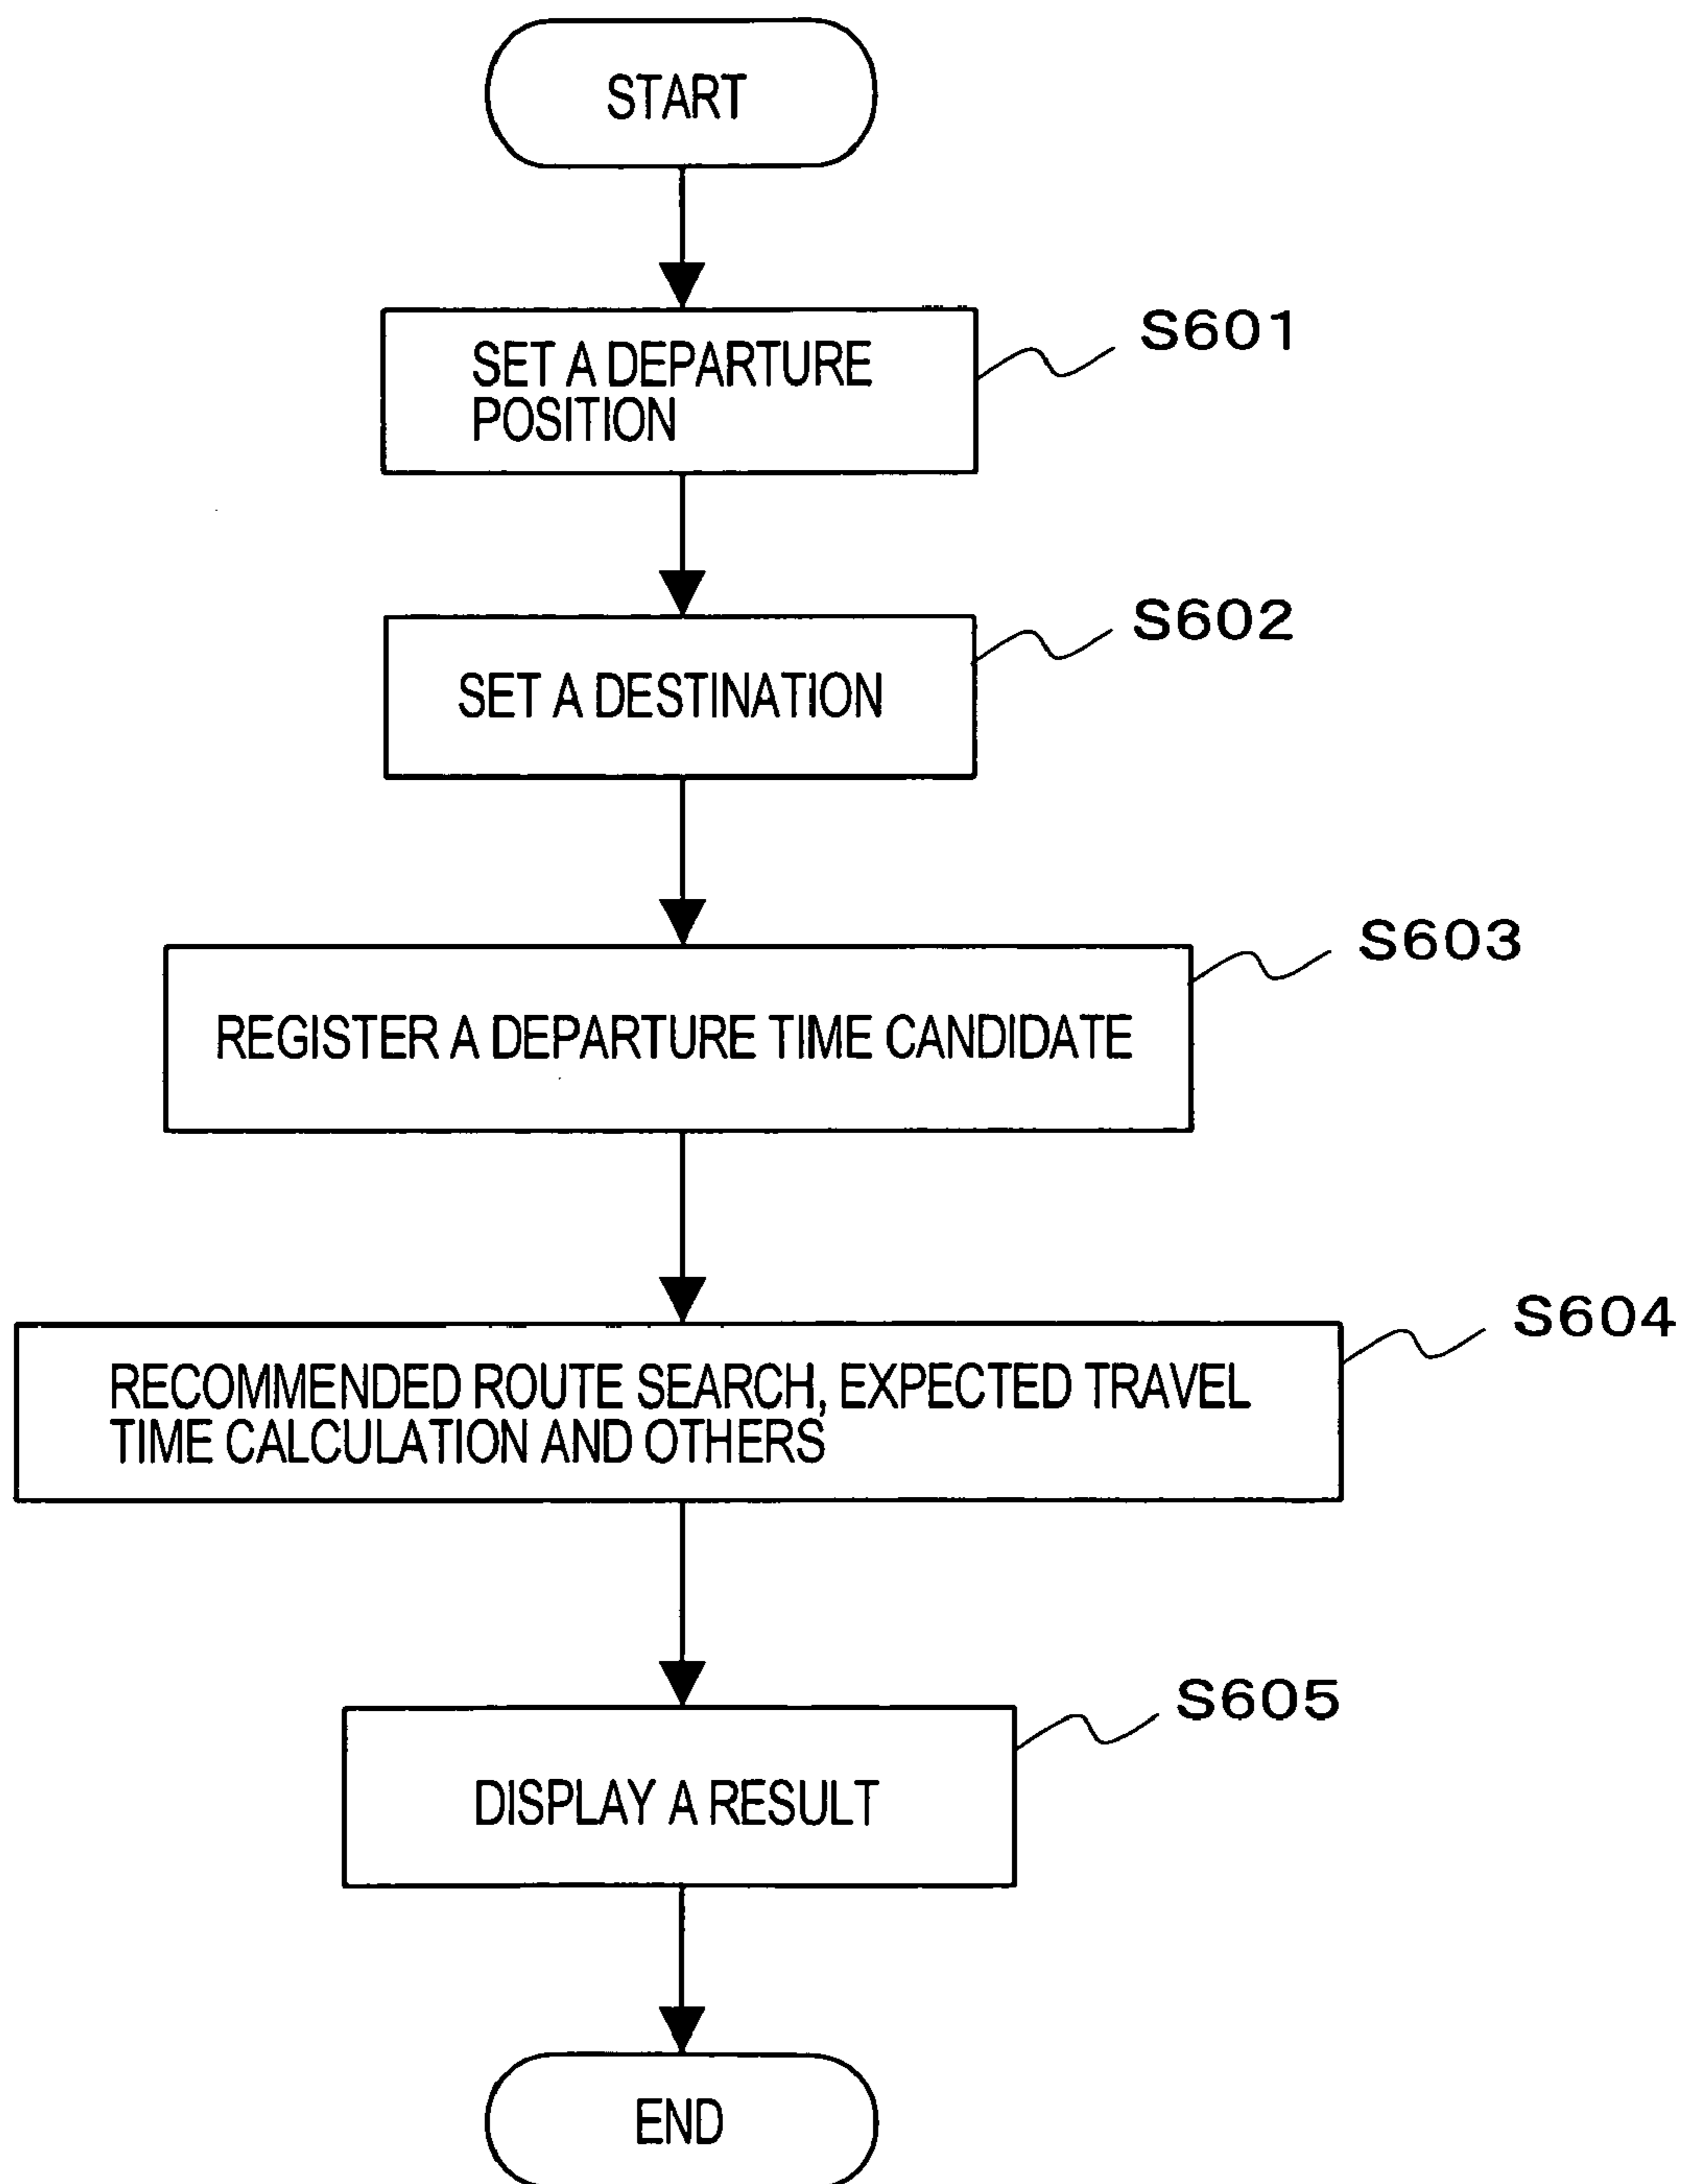 START
S601
SET A DEPARTURE
POSITION
S602
SET A DESTINATION
S603
REGISTER A DEPARTURE TIME CANDIDATE
S604
RECOMMENDED ROUTE SEARCH, EXPECTED TRAVEL
TIME CALCULATION AND OTHERS
S605
DISPLAY A RESULT
END